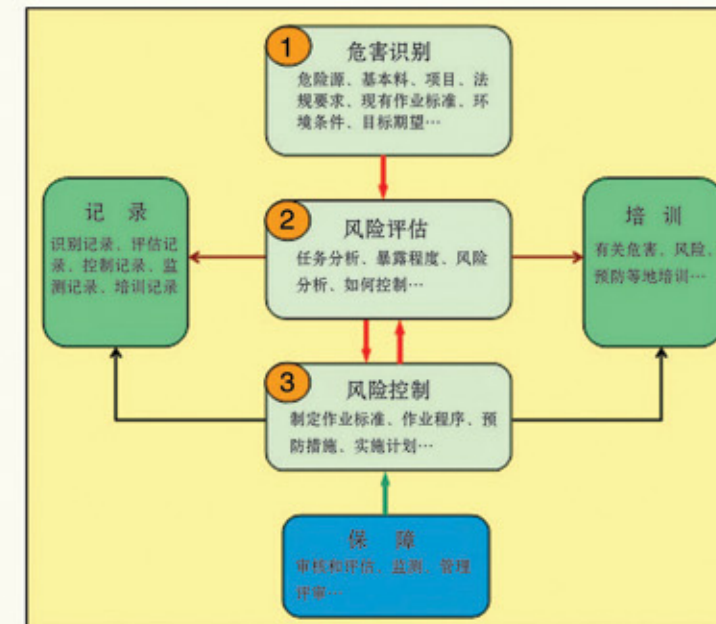 1
危害识别
危险源、基本料、项目、法
规要求、现有作业标准、环
境条件、目标期望…
记 录
识别记录、评估记
录、控制记录、监
测记录、培训记录
2
风险评估
任务分析、暴露程度、风险
分析、如何控制…
培 训
有关危害、风险、
预防等地培训…
3
风险控制
制定作业标准、作业程序、预
防措施、实施计划…
保 障
审核和评估、监测、管理
评审…